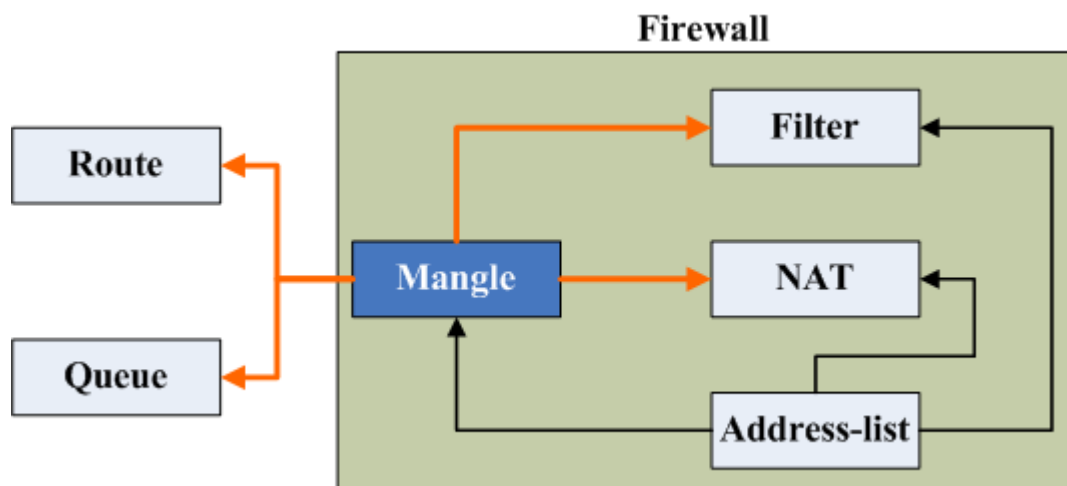 Firewall
Filter
Route
Mangle
NAT
Queue
Address-list